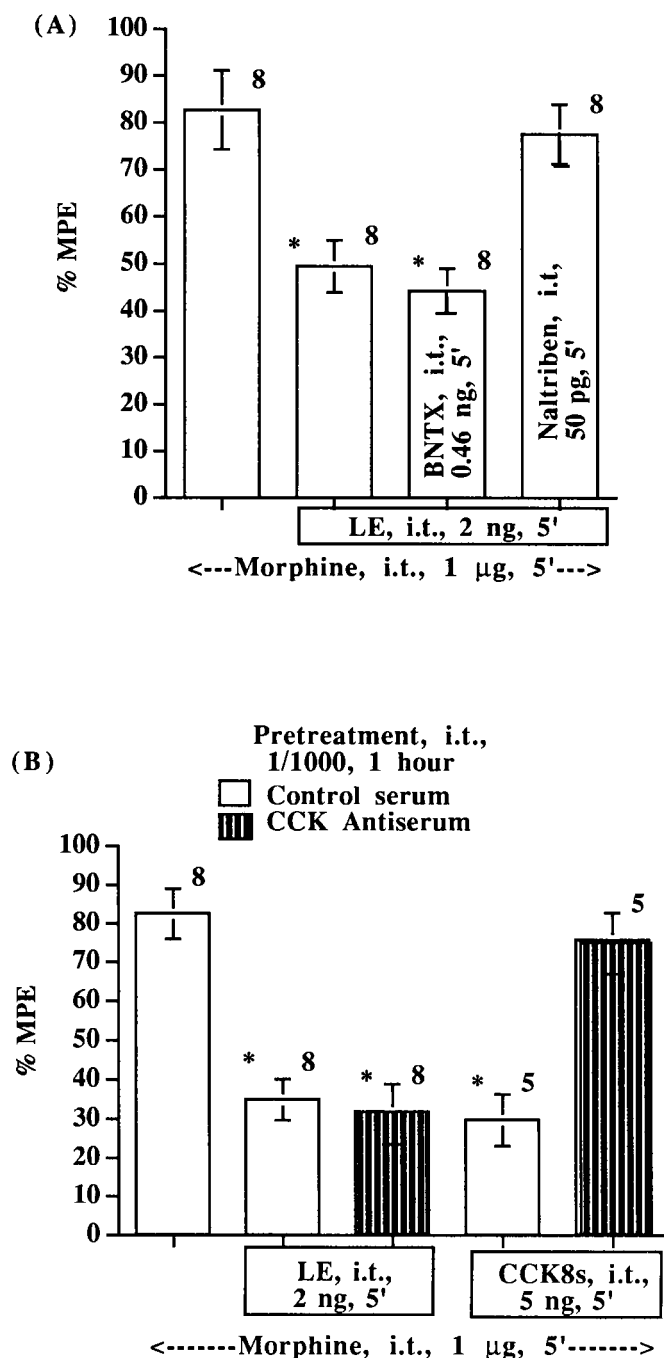 (A)
100
90
80
70
60
50
40
30
20
10
0
% MPE
8
* 8
* 8
8
BNTX, i.t.,
0.46 ng, 5'
Naltriben, i.t,
50 pg, 5'
LE, i.t., 2 ng, 5'
<---Morphine, i.t., 1 µg, 5'--->
(B)
Pretreatment, i.t.,
1/1000, 1 hour
Control serum
CCK Antiserum
100
90
80
70
60
50
40
30
20
10
0
% MPE
8
* 8
* 8
* 5
5
LE, i.t.,
2 ng, 5'
CCK8s, i.t.,
5 ng, 5'
<-------Morphine, i.t., 1 µg, 5'------->